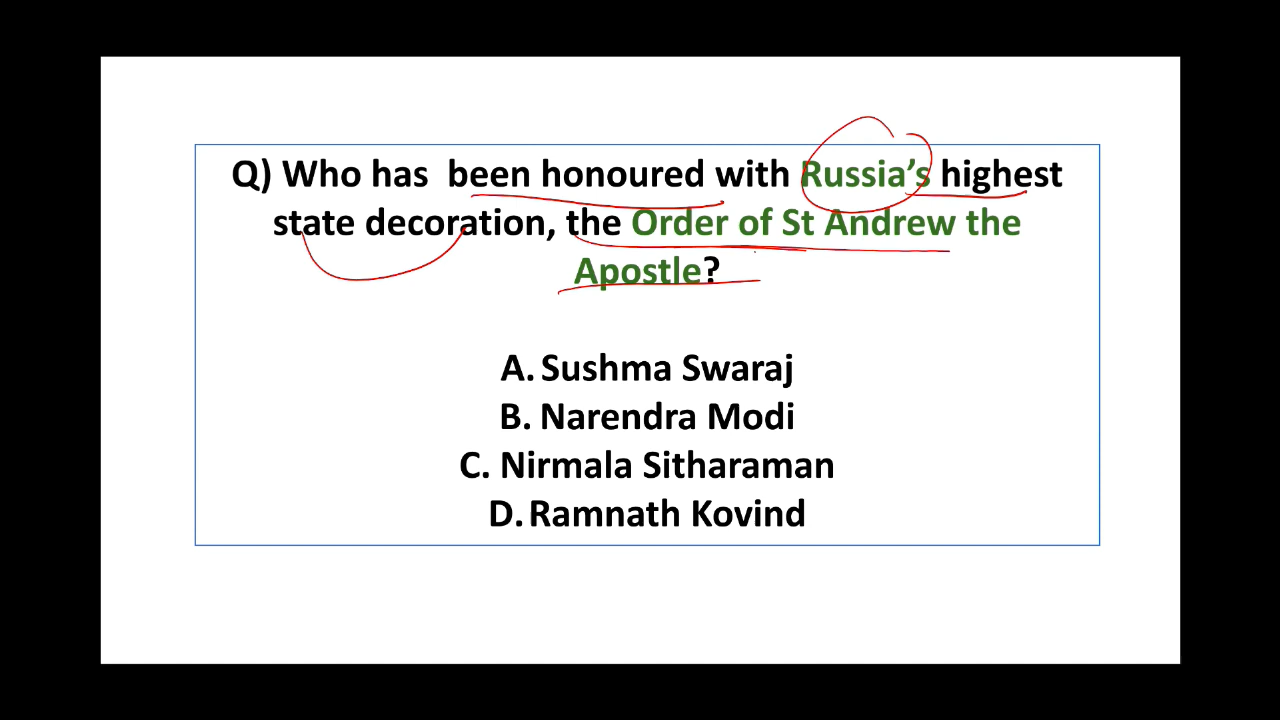 Q) Who has been honoured with Russia's highest
state decoration, the Order of St Andrew the
Apostle?
A. Sushma Swaraj
B. Narendra Modi
C. Nirmala Sitharaman
D. Ramnath Kovind